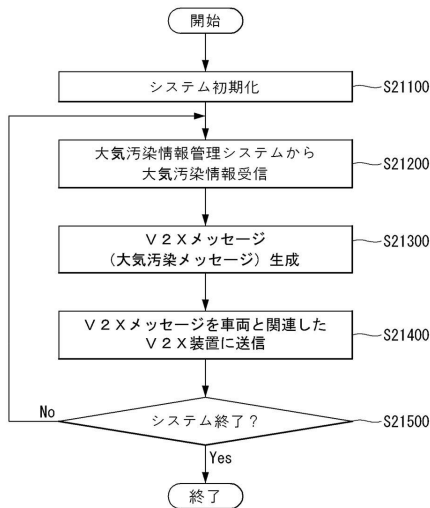 開始
システム初期化
S21100
大気汚染情報管理システムから
大気汚染情報受信
S21200
V2Xメッセージ
(大気汚染メッセージ)生成
S21300
V2Xメッセージを車両と関連した
V2X装置に送信
S21400
システム終了?
S21500
No
Yes
終了